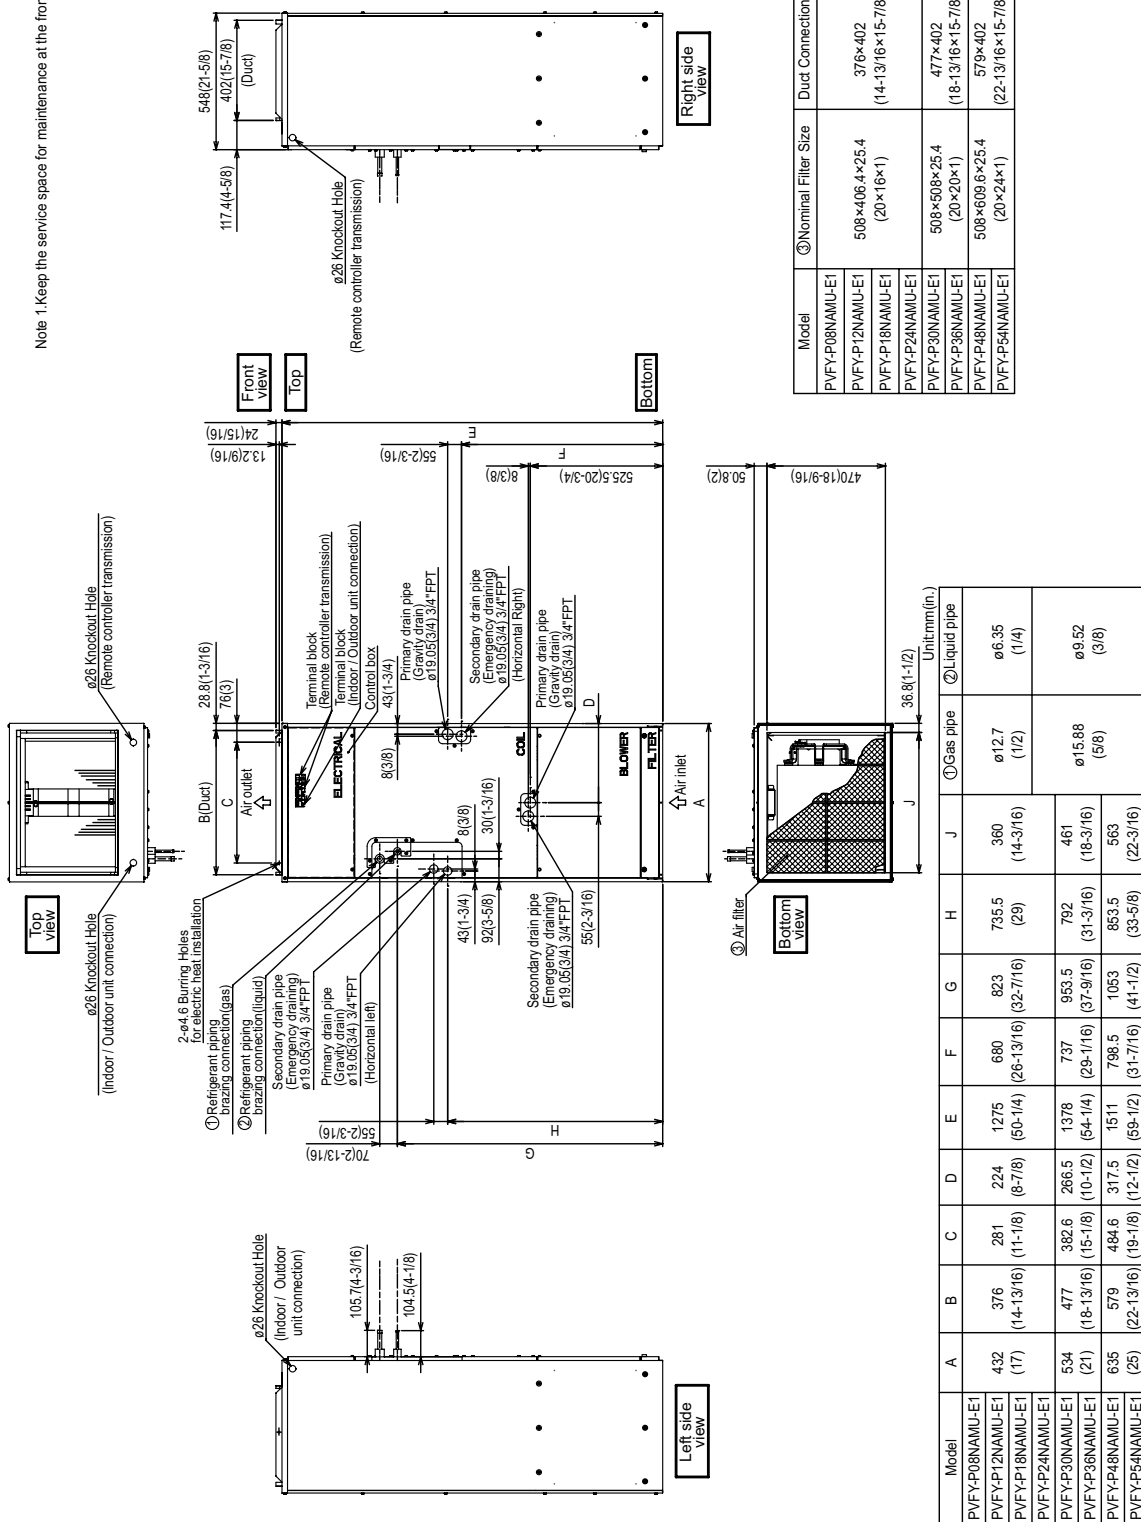 Note 1.Keep the service space for maintenance at the fron
Top
view
ø26 Knockout Hole
(Indoor / Outdoor unit connection)
ø26 Knockout Hole
(Remote controller transmission)
Left side
view
ø26 Knockout Hole
(Indoor / Outdoor
unit connection)
105.7(4-3/16)
104.5(4-1/8)
Front
view
Top
Bottom
2-ø4.6 Burring Holes
for electric heat installation
①Refrigerant piping
brazing connection(gas)
②Refrigerant piping
brazing connection(liquid)
Secondary drain pipe
(Emergency draining)
ø19.05(3/4) 3/4"FPT
Primary drain pipe
(Gravity drain)
ø19.05(3/4) 3/4"FPT
(Horizontal left)
70(2-13/16)
55(2-3/16)
G
H
B(Duct)
C
Air outlet
28.8(1-3/16)
76(3)
Terminal block
(Remote controller transmission)
Terminal block
(Indoor / Outdoor unit connection)
Control box
43(1-3/4)
8(3/8)
Primary drain pipe
(Gravity drain)
ø19.05(3/4) 3/4"FPT
Secondary drain pipe
(Emergency draining)
ø19.05(3/4) 3/4"FPT
(Horizontal Right)
Primary drain pipe
(Gravity drain)
ø19.05(3/4) 3/4"FPT
D
ELECTRICAL
COIL
BLOWER
FILTER
8(3/8)
30(1-3/16)
43(1-3/4)
92(3-5/8)
Secondary drain pipe
(Emergency draining)
ø19.05(3/4) 3/4"FPT
55(2-3/16)
Air inlet
A
24(15/16)
13.2(9/16)
55(2-3/16)
8(3/8)
525.5(20-3/4)
E
F
Right side
view
548(21-5/8)
402(15-7/8)
(Duct)
117.4(4-5/8)
ø26 Knockout Hole
(Remote controller transmission)
Bottom
view
③ Air filter
50.8(2)
470(18-9/16)
36.8(1-1/2)
J
Model ③Nominal Filter Size Duct Connection
PVFY-P08NAMU-E1
PVFY-P12NAMU-E1
PVFY-P18NAMU-E1
PVFY-P24NAMU-E1
508×406.4×25.4
(20×16×1)
376×402
(14-13/16×15-7/8
PVFY-P30NAMU-E1
PVFY-P36NAMU-E1
508×508×25.4
(20×20×1)
477×402
(18-13/16×15-7/8
PVFY-P48NAMU-E1
PVFY-P54NAMU-E1
508×609.6×25.4
(20×24×1)
579×402
(22-13/16×15-7/8
Unit:mm(in.)
Model A B C D E F G H J ①Gas pipe ②Liquid pipe
PVFY-P08NAMU-E1
PVFY-P12NAMU-E1
PVFY-P18NAMU-E1
PVFY-P24NAMU-E1
432 376 281 224 1275 680 823 735.5 360 ø12.7 ø6.35
(17) (14-13/16) (11-1/8) (8-7/8) (50-1/4) (26-13/16) (32-7/16) (29) (14-3/16) (1/2) (1/4)
PVFY-P30NAMU-E1
PVFY-P36NAMU-E1
534 477 382.6 266.5 1378 737 953.5 792 461
(21) (18-13/16) (15-1/8) (10-1/2) (54-1/4) (29-1/16) (37-9/16) (31-3/16) (18-3/16)
ø15.88 ø9.52
(5/8) (3/8)
PVFY-P48NAMU-E1
PVFY-P54NAMU-E1
635 579 484.6 317.5 1511 798.5 1053 853.5 563
(25) (22-13/16) (19-1/8) (12-1/2) (59-1/2) (31-7/16) (41-1/2) (33-5/8) (22-3/16)